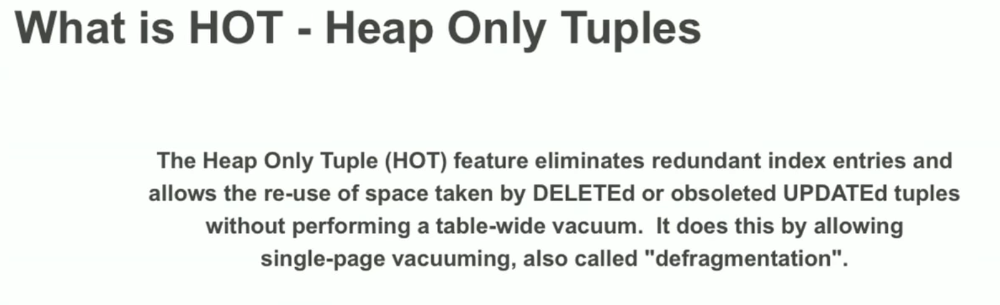 What is HOT - Heap Only Tuples
The Heap Only Tuple (HOT) feature eliminates redundant index entries and
allows the re-use of space taken by DELETEd or obsoleted UPDATEd tuples
without performing a table-wide vacuum.  It does this by allowing
single-page vacuuming, also called "defragmentation".